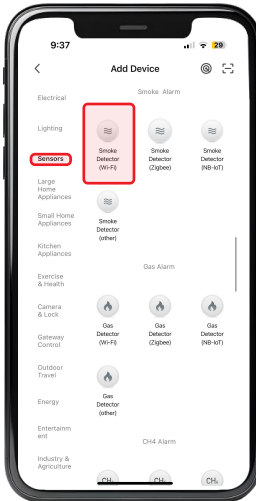 9:37
29
Add Device
Electrical
Lighting
Sensors
Large
Home
Appliances
Small Home
Appliances
Kitchen
Appliances
Exercise
& Health
Camera
& Lock
Gateway
Control
Outdoor
Travel
Energy
Entertainm
ent
Industry &
Agriculture
Smoke Alarm
Smoke
Detector
(Wi-Fi)
Smoke
Detector
(Zigbee)
Smoke
Detector
(NB-IoT)
Smoke
Detector
(other)
Gas Alarm
Gas
Detector
(Wi-Fi)
Gas
Detector
(Zigbee)
Gas
Detector
(NB-IoT)
Gas
Detector
(other)
CH4 Alarm
CH₄
CH₄
CH₄